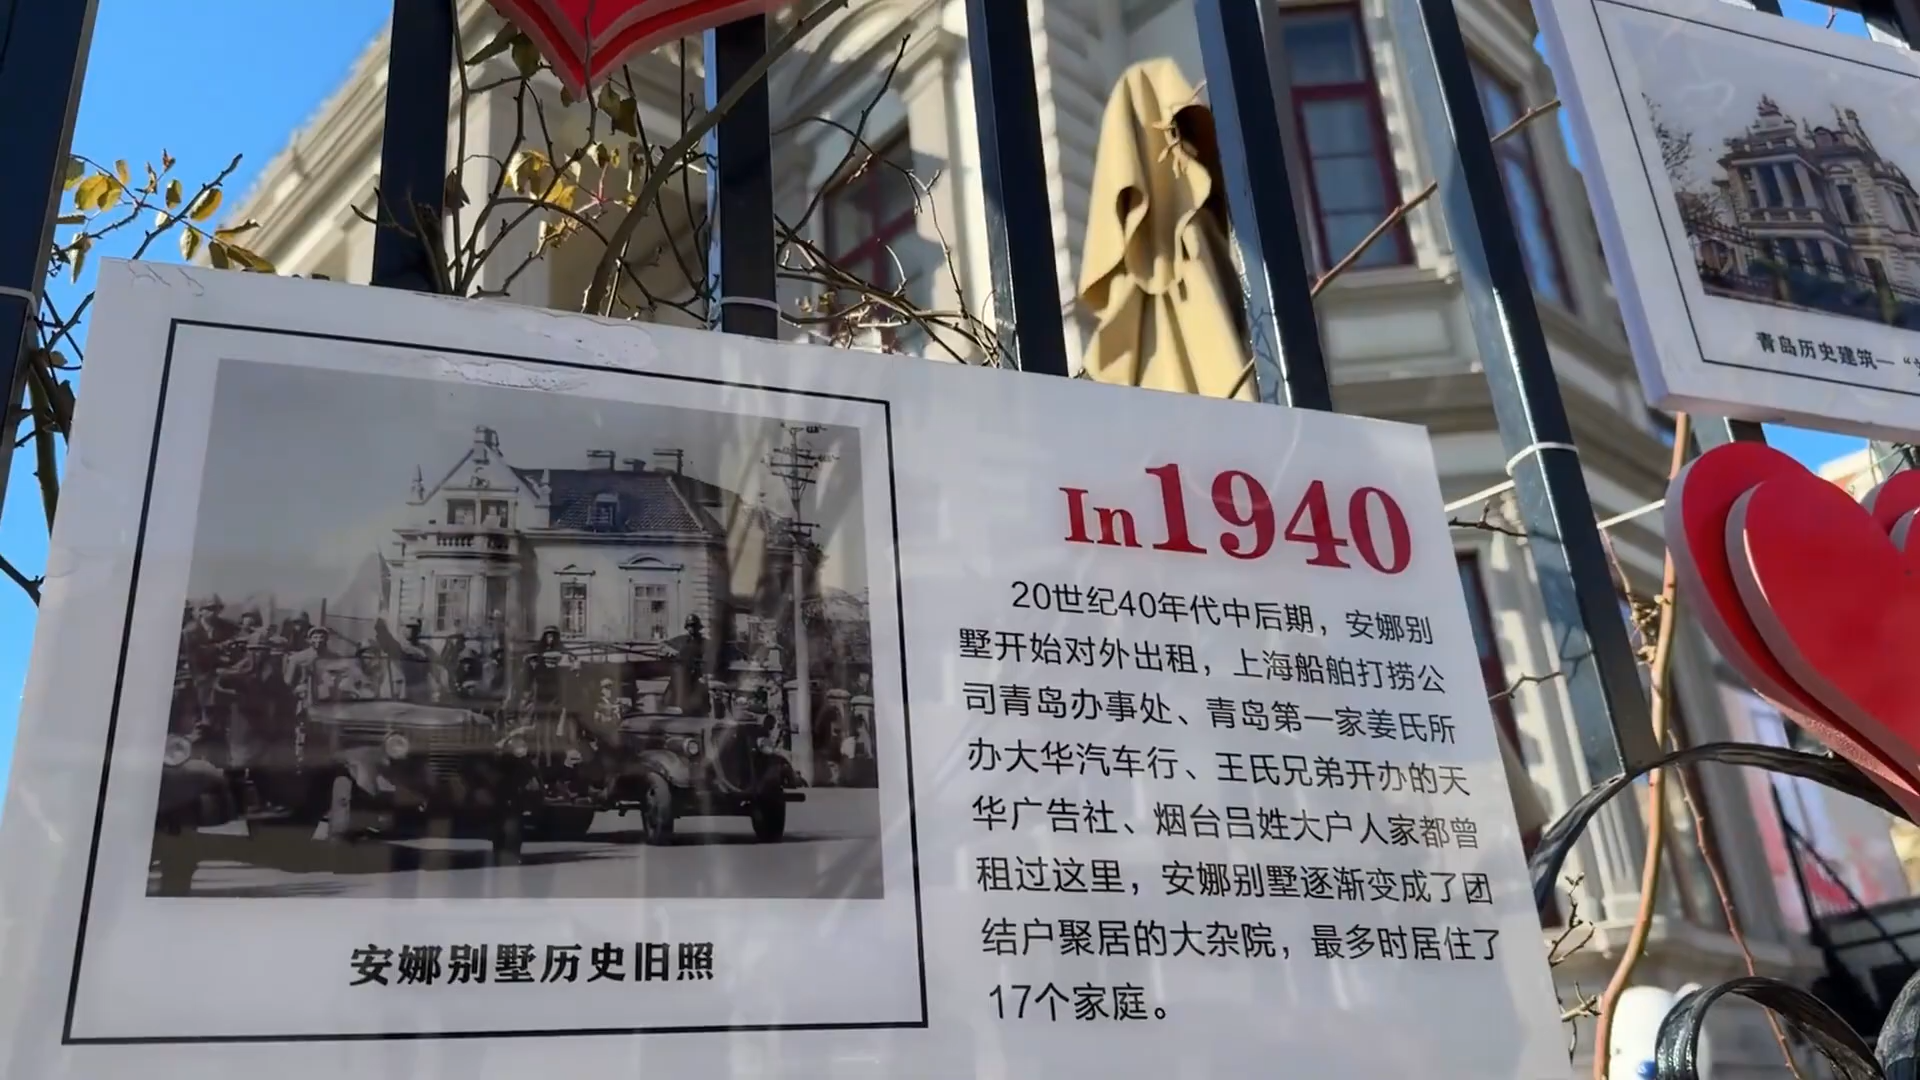 In1940
20世纪40年代中后期，安娜别
墅开始对外出租，上海船舶打捞公
司青岛办事处、青岛第一家姜氏所
办大华汽车行、王氏兄弟开办的天
华广告社、烟台吕姓大户人家都曾
租过这里，安娜别墅逐渐变成了团
结户聚居的大杂院，最多时居住了
17个家庭。
安娜别墅历史旧照
青岛历史建筑—“